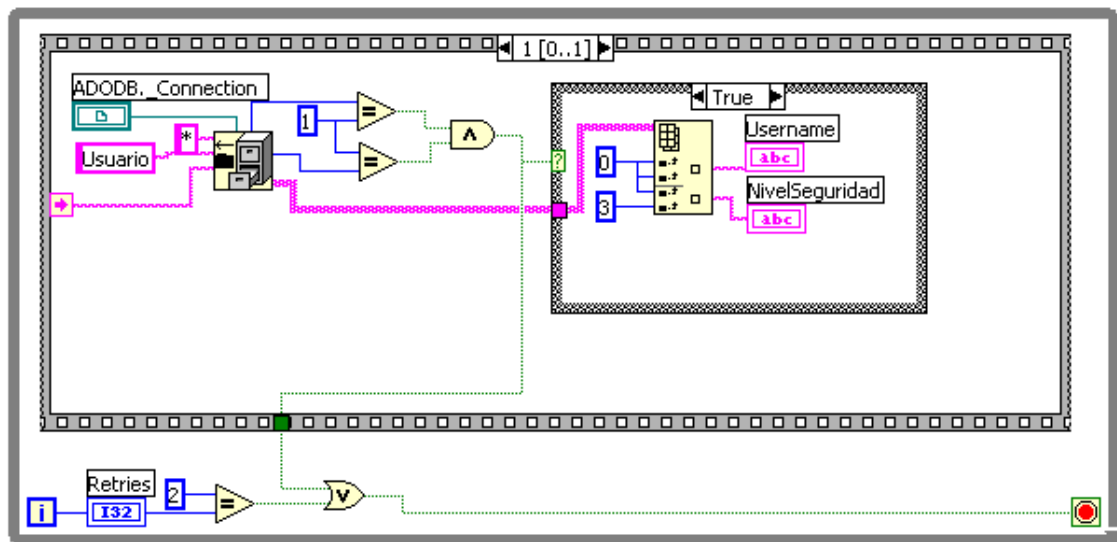 1 [0..1]
ADODB._Connection
True
*
1
=
Λ
Username
Usuario
=
?
0
abc
NivelSeguridad
3
abc
Retries
2
=
V
i
I32